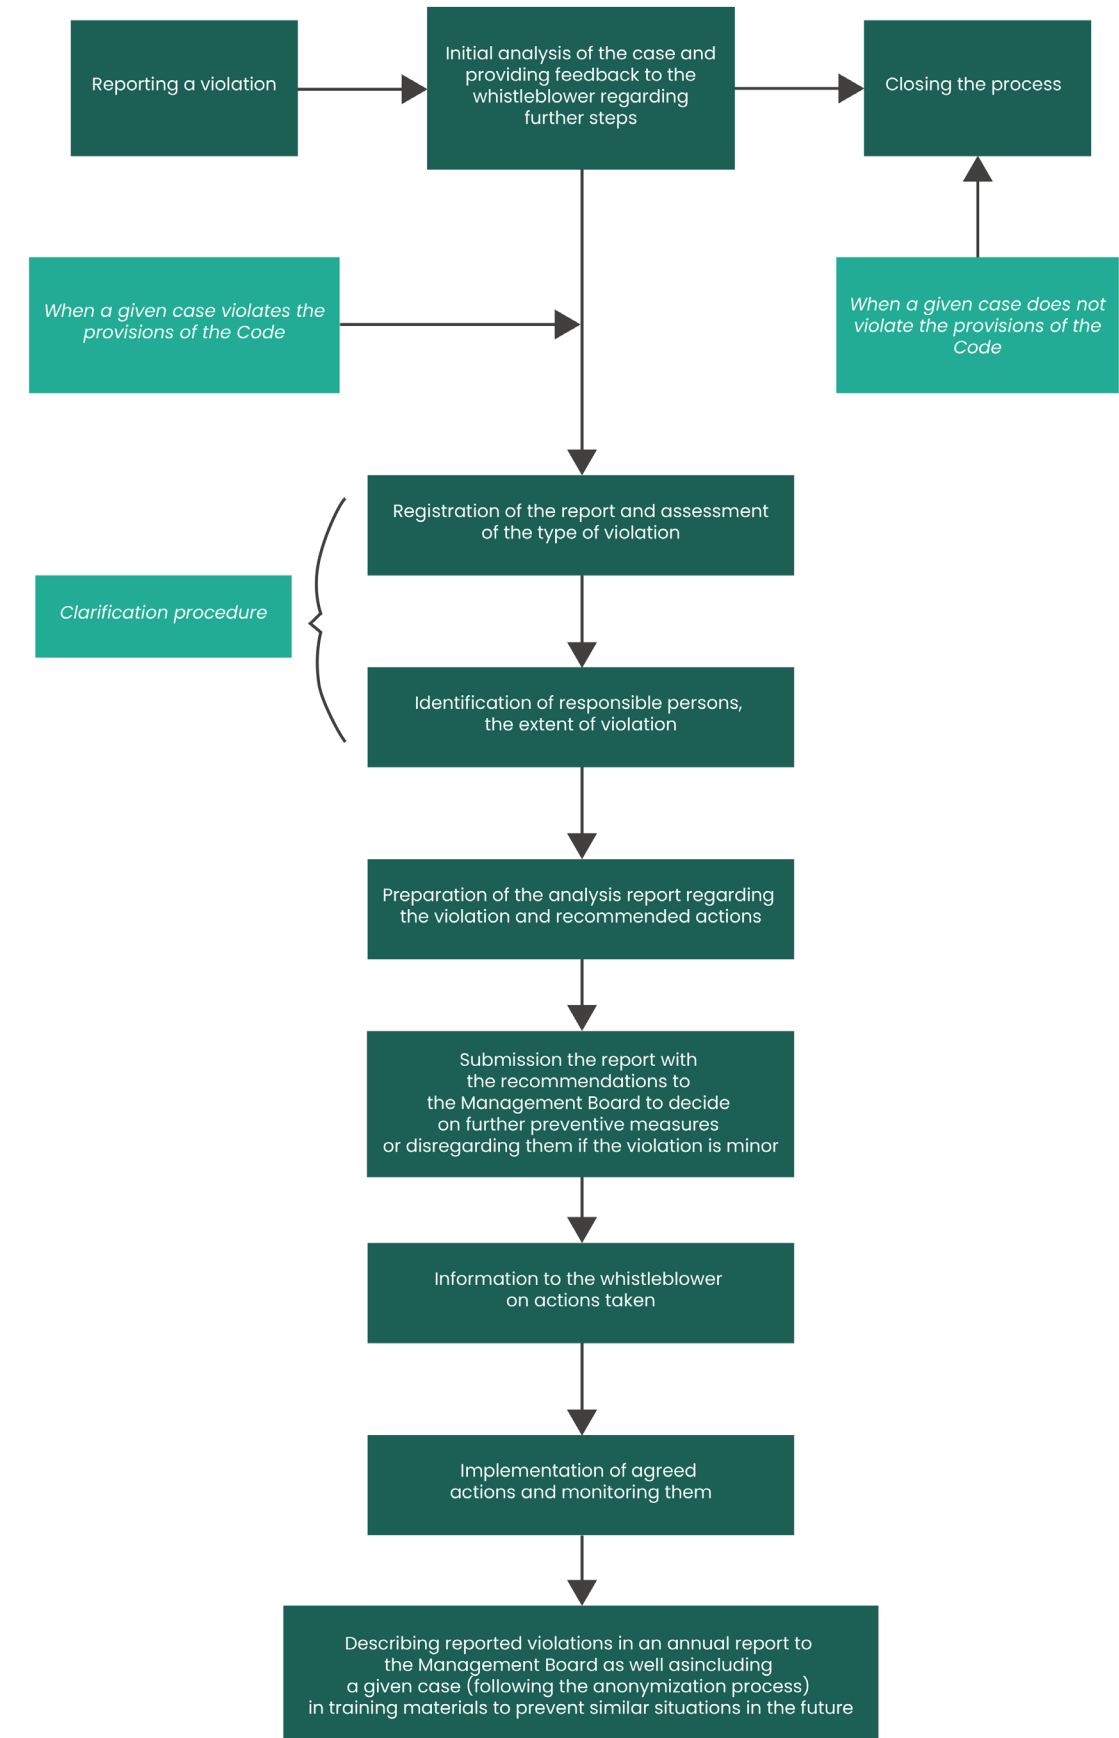 Reporting a violation
Initial analysis of the case and
providing feedback to the
whistleblower regarding
further steps
Closing the process
When a given case violates the
provisions of the Code
When a given case does not
violate the provisions of the
Code
Registration of the report and assessment
of the type of violation
Clarification procedure
Identification of responsible persons,
the extent of violation
Preparation of the analysis report regarding
the violation and recommended actions
Submission the report with
the recommendations to
the Management Board to decide
on further preventive measures
or disregarding them if the violation is minor
Information to the whistleblower
on actions taken
Implementation of agreed
actions and monitoring them
Describing reported violations in an annual report to
the Management Board as well asincluding
a given case (following the anonymization process)
in training materials to prevent similar situations in the future